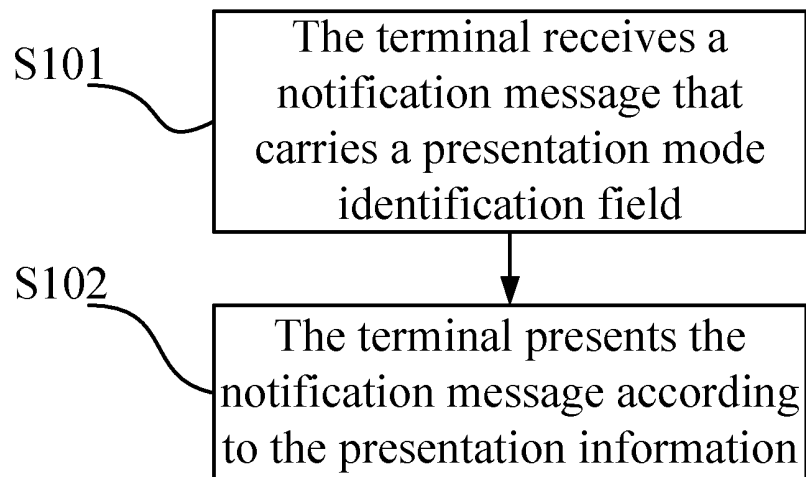 S101
The terminal receives a
notification message that
carries a presentation mode
identification field
S102
The terminal presents the
notification message according
to the presentation information